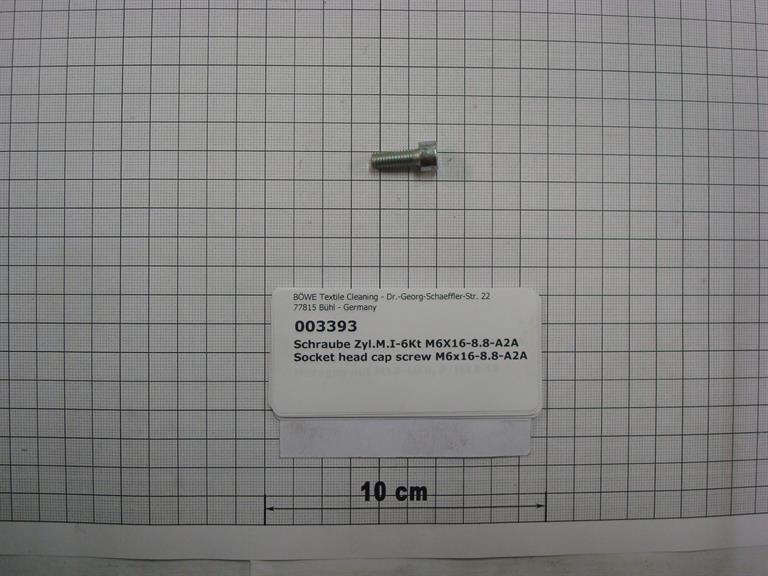 BÖWE Textile Cleaning - Dr.-Georg-Schaeffler-Str. 22
77815 Bühl - Germany
003393
Schraube Zyl.M.I-6Kt M6X16-8.8-A2A
Socket head cap screw M6x16-8.8-A2A
10 cm